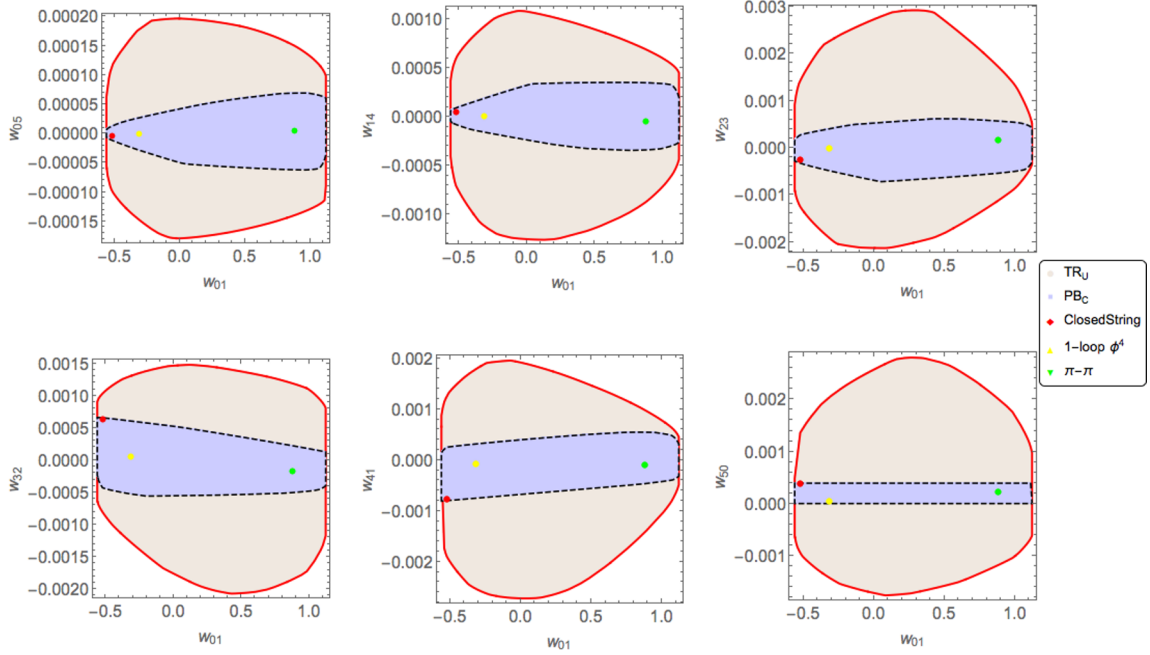 0.00020
0.00015
0.00010
0.00005
0.00000
−0.00005
−0.00010
−0.00015
w05
−0.5 0.0 0.5 1.0
w01
0.0010
0.0005
0.0000
−0.0005
−0.0010
w14
−0.5 0.0 0.5 1.0
w01
0.003
0.002
0.001
0.000
−0.001
−0.002
w23
−0.5 0.0 0.5 1.0
w01
TRU
PBC
ClosedString
1−loop ϕ⁴
π−π
0.0015
0.0010
0.0005
0.0000
−0.0005
−0.0010
−0.0015
−0.0020
w32
−0.5 0.0 0.5 1.0
w01
0.002
0.001
0.000
−0.001
−0.002
w41
−0.5 0.0 0.5 1.0
w01
0.002
0.001
0.000
−0.001
w50
−0.5 0.0 0.5 1.0
w01